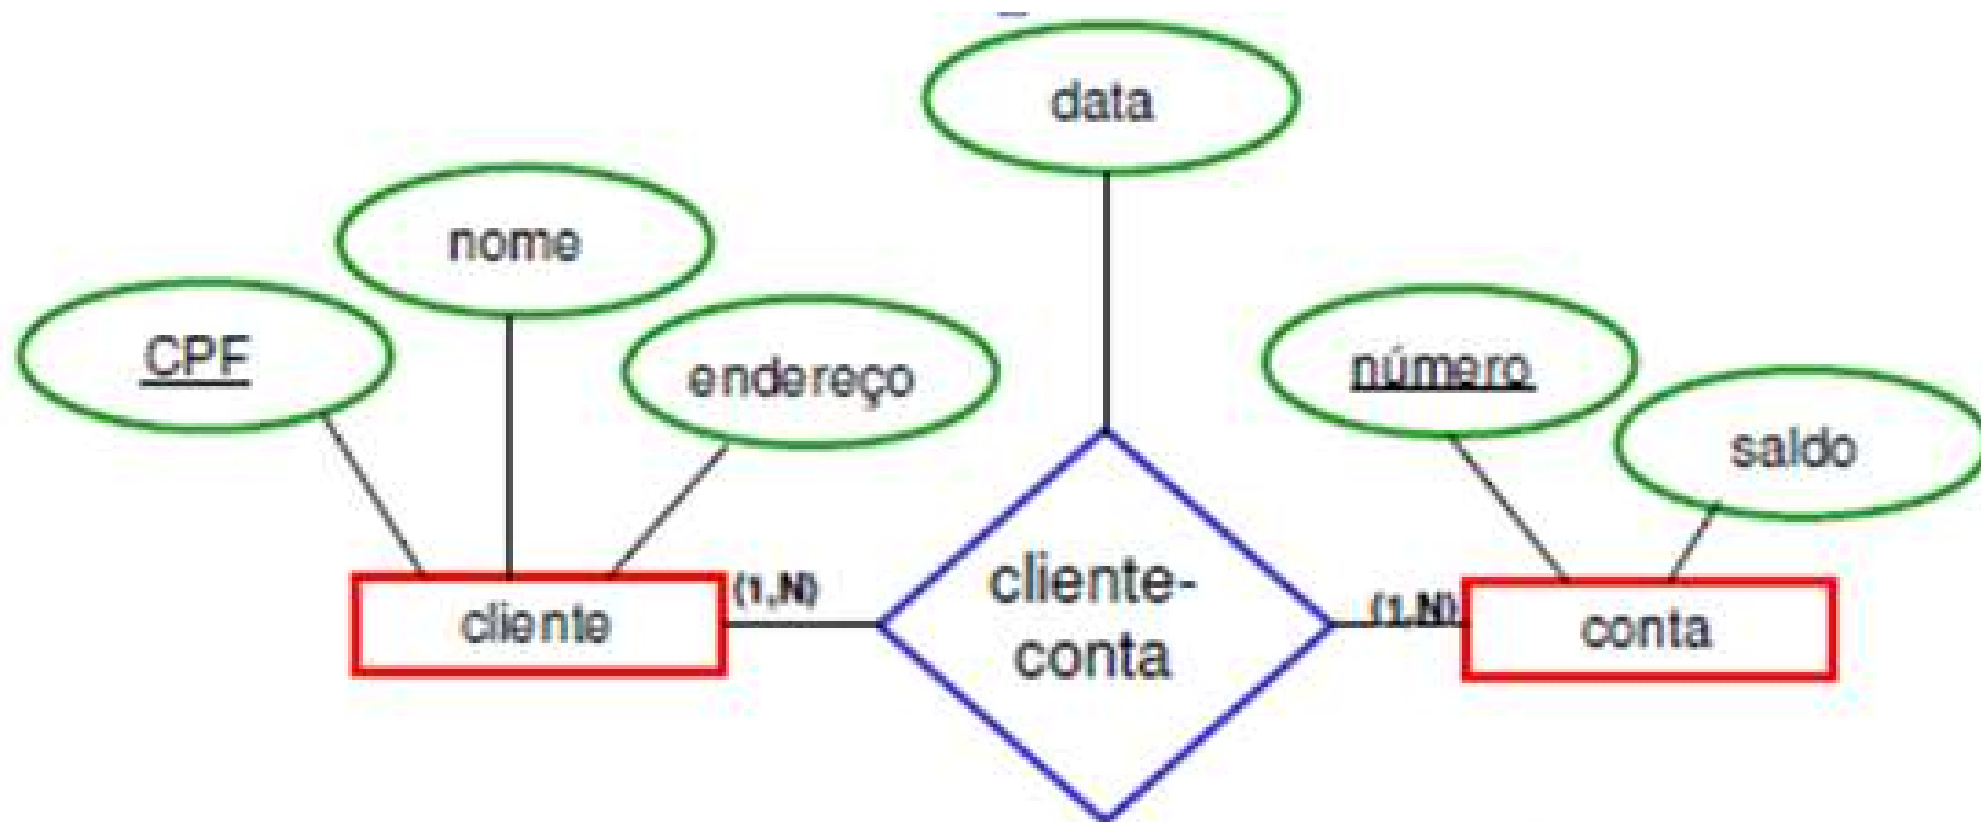 data
nome
CPF
endereço
número
saldo
cliente
(1,N)
cliente-
conta
(1,N)
conta